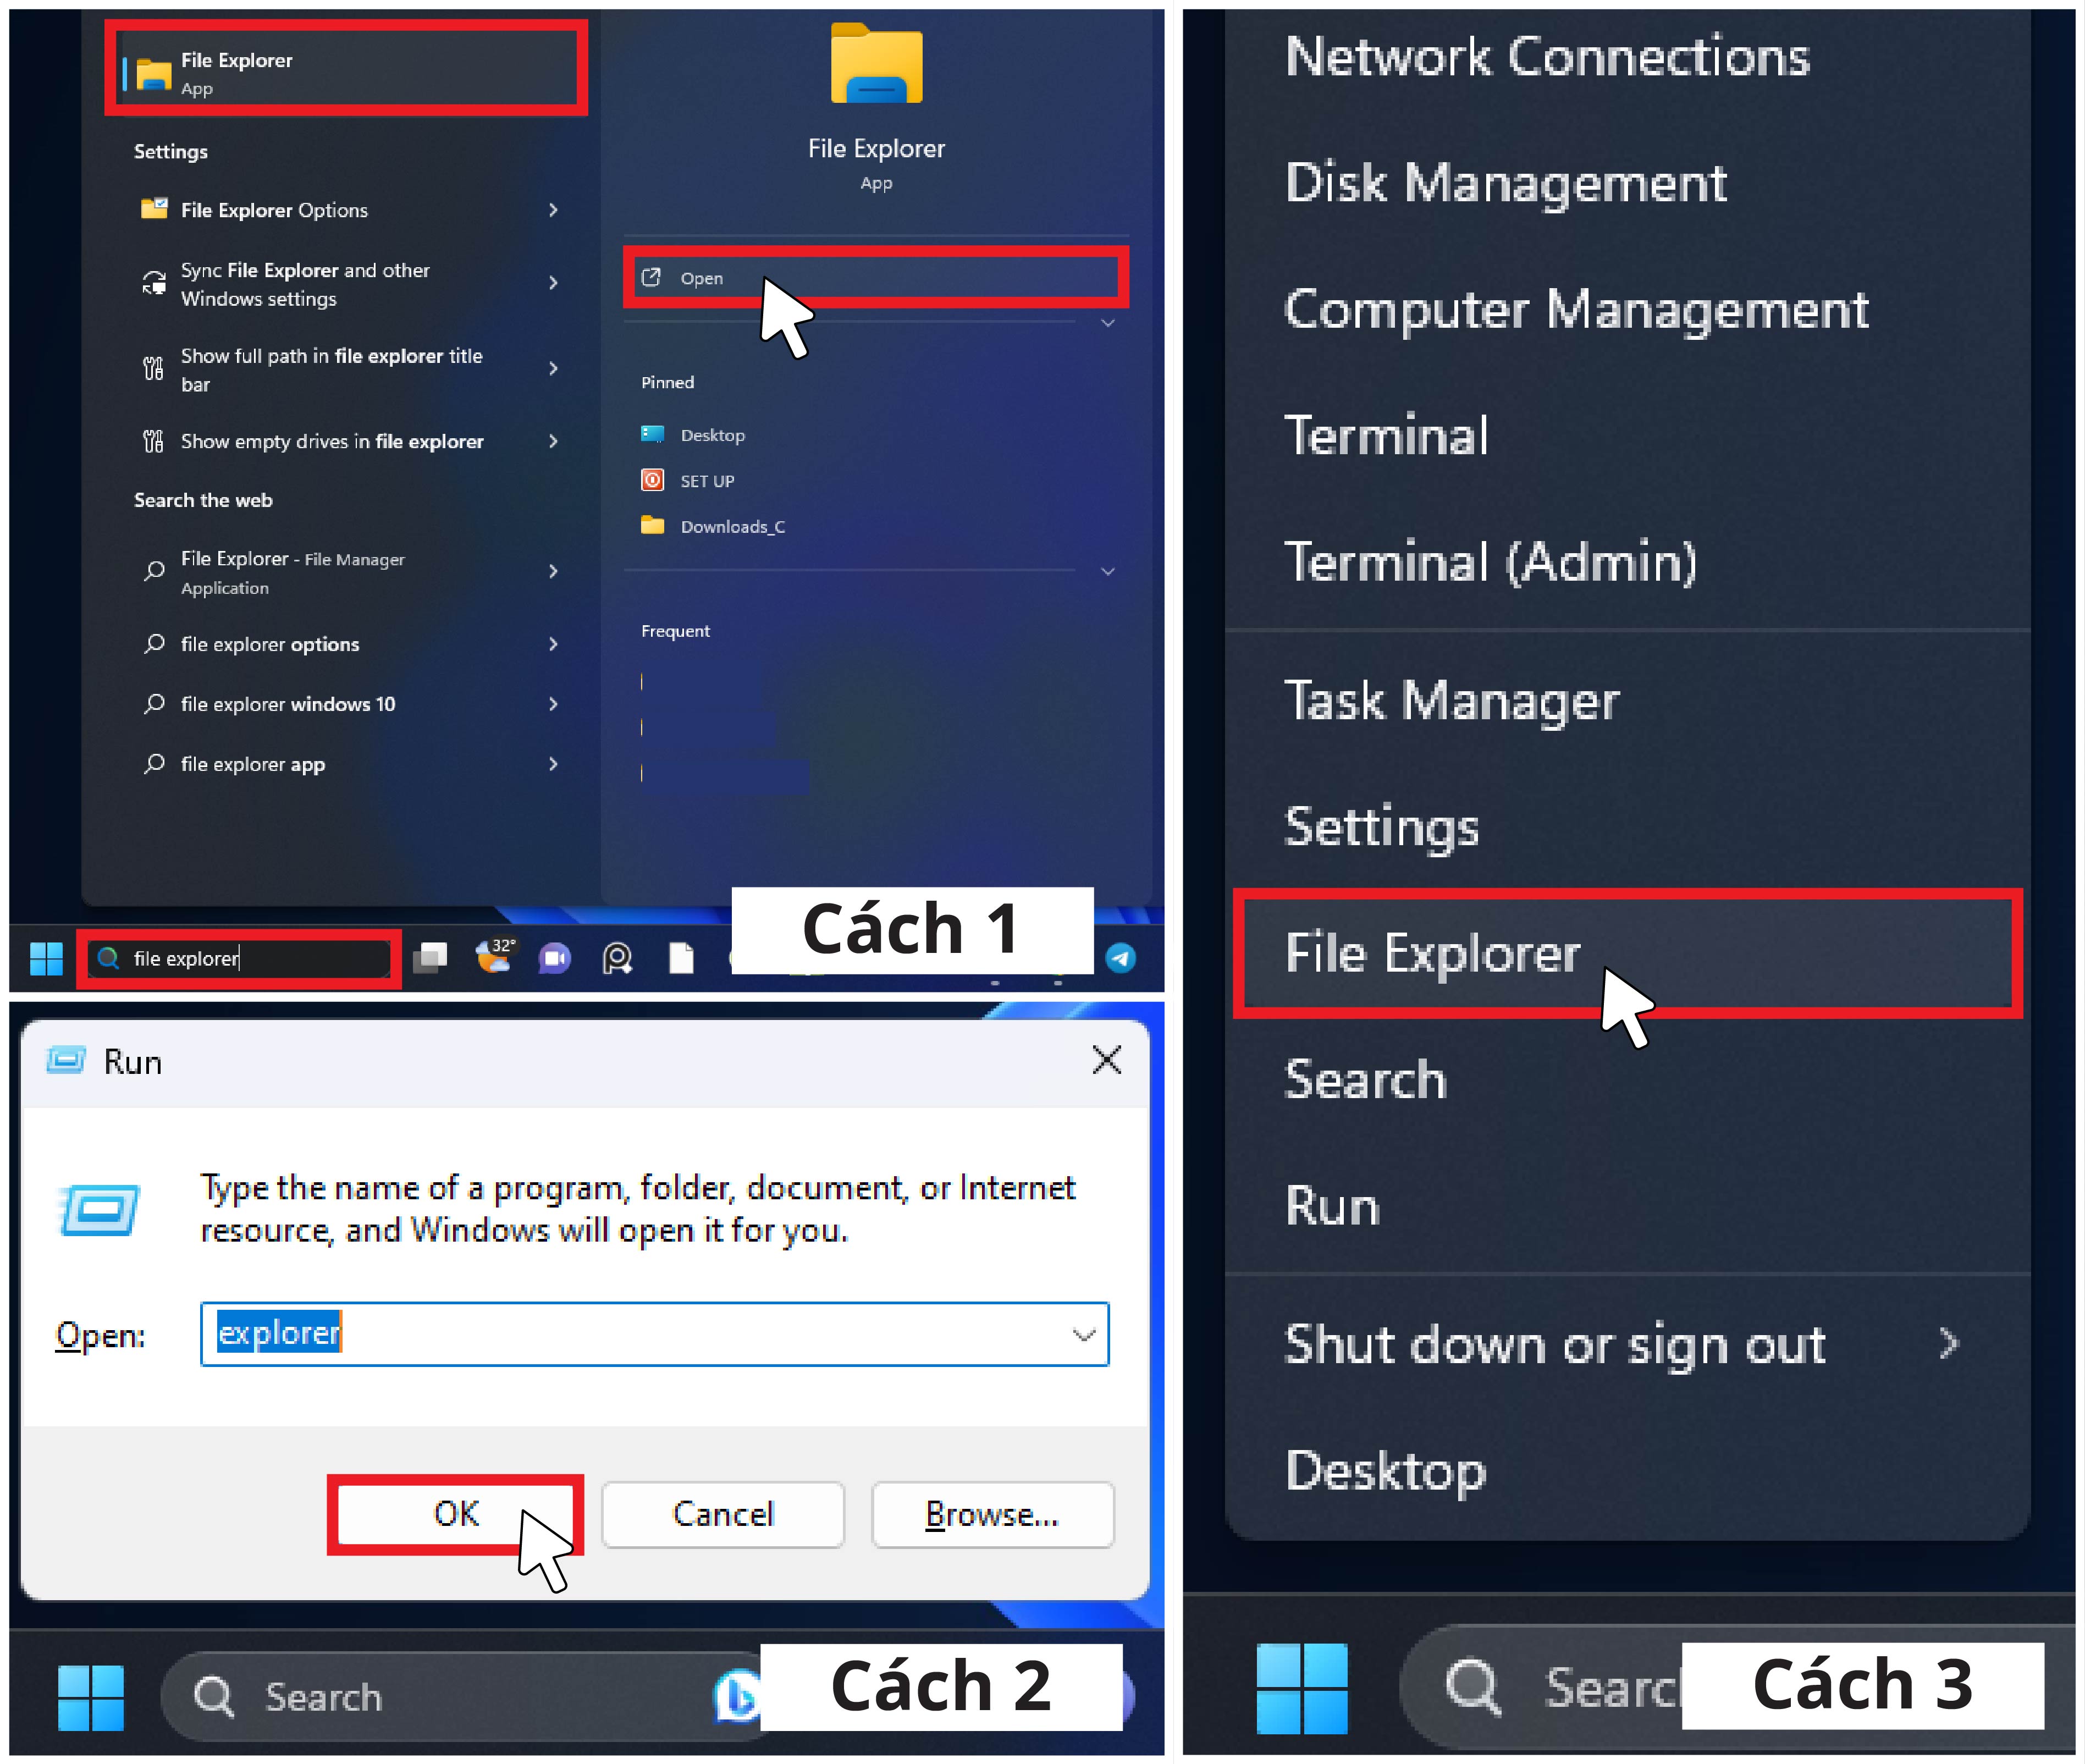 File Explorer
App
Settings
File Explorer Options
Sync File Explorer and other
Windows settings
Show full path in file explorer title
bar
Show empty drives in file explorer
Search the web
File Explorer - File Manager
Application
file explorer options
file explorer windows 10
file explorer app
File Explorer
App
Open
Pinned
Desktop
SET UP
Downloads_C
Frequent
Cách 1
file explorer
32°
Run
Type the name of a program, folder, document, or Internet
resource, and Windows will open it for you.
Open:
explorer
OK
Cancel
Browse...
Search
Cách 2
Network Connections
Disk Management
Computer Management
Terminal
Terminal (Admin)
Task Manager
Settings
File Explorer
Search
Run
Shut down or sign out
Desktop
Searc
Cách 3